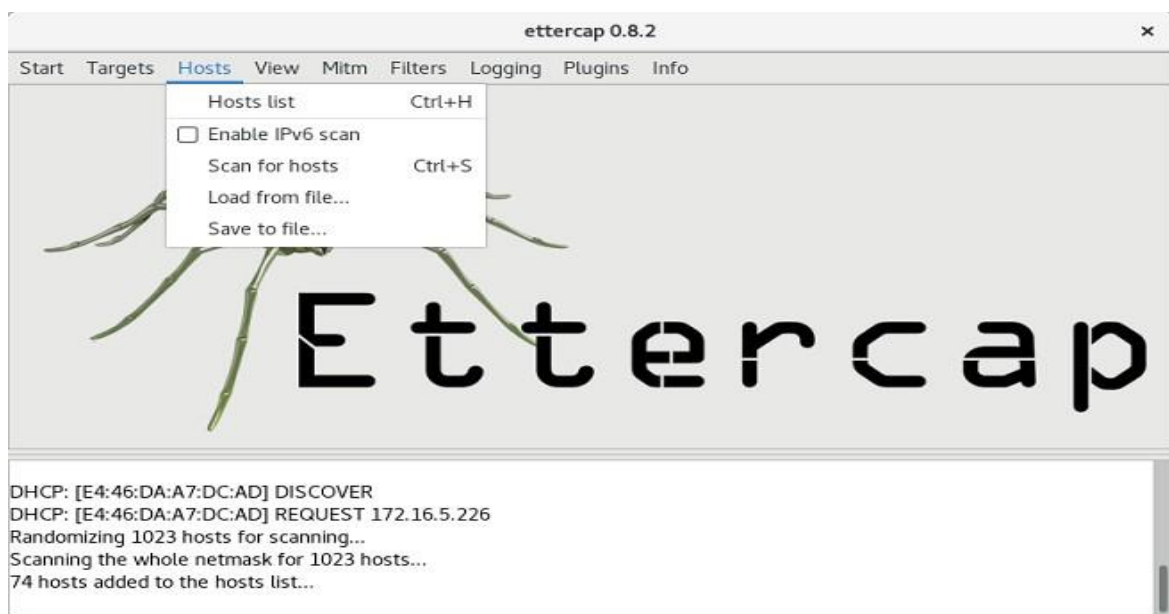 ettercap 0.8.2 ×
Start Targets Hosts View Mitm Filters Logging Plugins Info
Hosts list Ctrl+H
Enable IPv6 scan
Scan for hosts Ctrl+S
Load from file...
Save to file...
Ettercap
DHCP: [E4:46:DA:A7:DC:AD] DISCOVER
DHCP: [E4:46:DA:A7:DC:AD] REQUEST 172.16.5.226
Randomizing 1023 hosts for scanning...
Scanning the whole netmask for 1023 hosts...
74 hosts added to the hosts list...